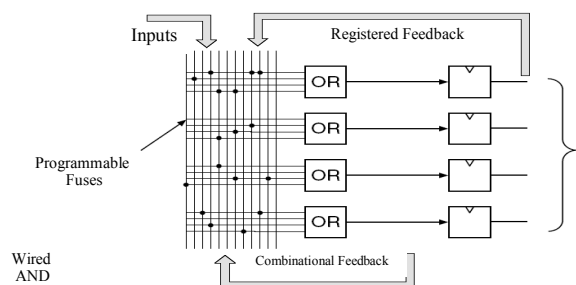 Inputs
Registered Feedback
OR
OR
Programmable
Fuses
OR
OR
Wired
AND
Combinational Feedback